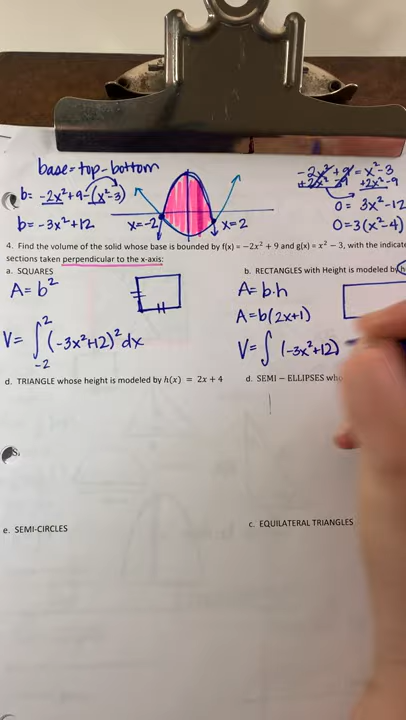 base=top-bottom
b= -2x²+9-(x²-3)
b= -3x²+12
x=-2
x=2
-2x²+9=x²-3
+2x²-9 +2x²-9
0= 3x²-12
0=3(x²-4)
4. Find the volume of the solid whose base is bounded by f(x) = −2x² + 9 and g(x) = x² − 3, with the
sections taken perpendicular to the x-axis:
a. SQUARES
A= b²
V= ∫₋₂² (-3x²+12)² dx
b. RECTANGLES with Height is modeled by
A= b·h
A= b(2x+1)
V= ∫ (-3x²+12)
d. TRIANGLE whose height is modeled by h(x) = 2x + 4
d. SEMI – ELLIPSES
e. SEMI-CIRCLES
c. EQUILATERAL TRIANGLES